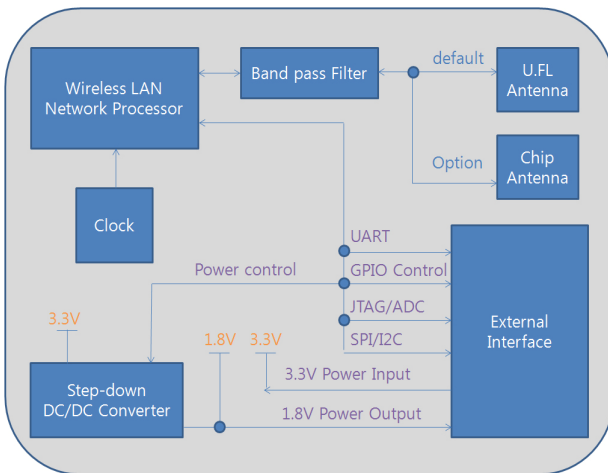 Wireless LAN
Network Processor
Band pass Filter
default
U.FL
Antenna
Option
Chip
Antenna
Clock
UART
Power control
GPIO Control
JTAG/ADC
SPI/I2C
External
Interface
3.3V
1.8V
3.3V
3.3V Power Input
Step-down
DC/DC Converter
1.8V Power Output